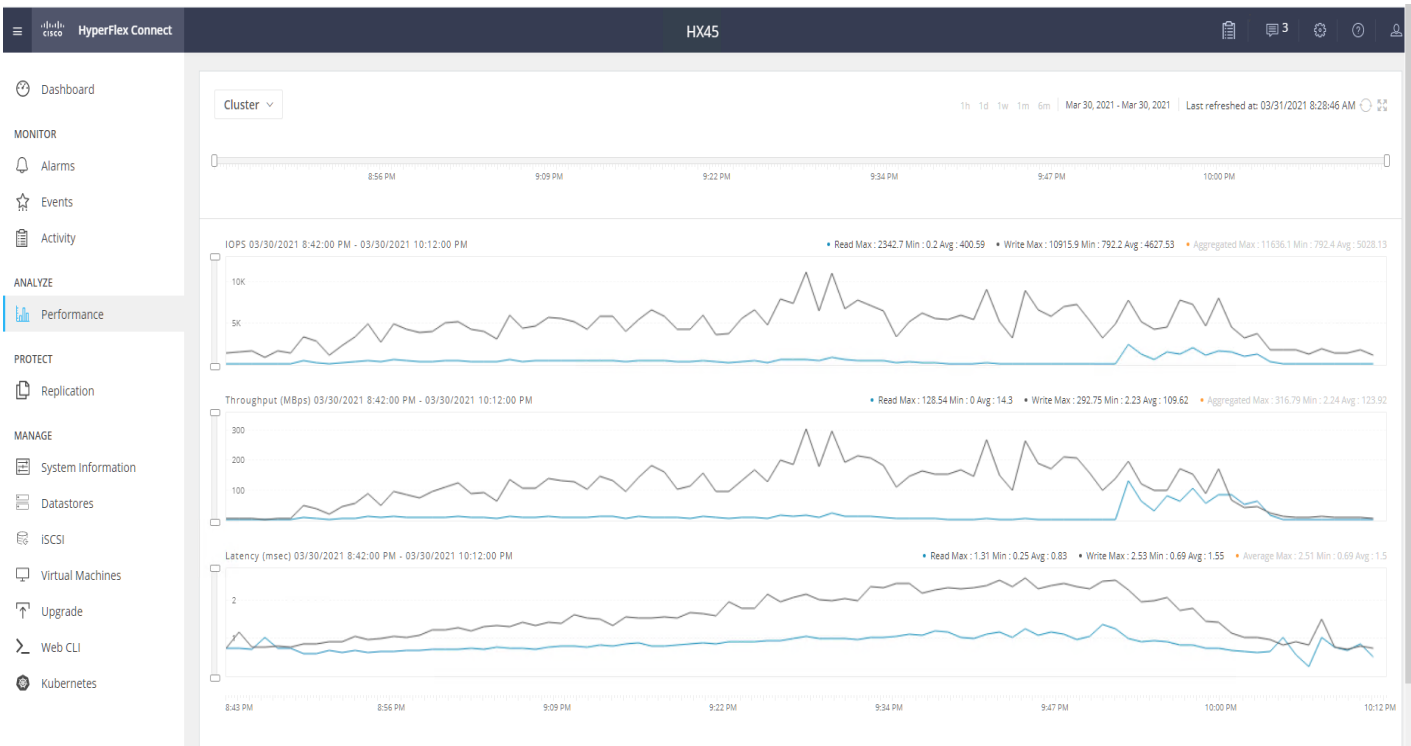 CISCO HyperFlex Connect HX45 3
Dashboard
MONITOR
Alarms
Events
Activity
ANALYZE
Performance
PROTECT
Replication
MANAGE
System Information
Datastores
iSCSI
Virtual Machines
Upgrade
Web CLI
Kubernetes
Cluster 1h 1d 1w 1m 6m Mar 30, 2021 - Mar 30, 2021 Last refreshed at: 03/31/2021 8:28:46 AM
8:56 PM 9:09 PM 9:22 PM 9:34 PM 9:47 PM 10:00 PM
IOPS 03/30/2021 8:42:00 PM - 03/30/2021 10:12:00 PM • Read Max : 2342.7 Min : 0.2 Avg : 400.59 • Write Max : 10915.9 Min : 792.2 Avg : 4627.53 • Aggregated Max : 11636.1 Min : 792.4 Avg : 5028.13
10K
5K
Throughput (MBps) 03/30/2021 8:42:00 PM - 03/30/2021 10:12:00 PM • Read Max : 128.54 Min : 0 Avg : 14.3 • Write Max : 292.75 Min : 2.23 Avg : 109.62 • Aggregated Max : 316.79 Min : 2.24 Avg : 123.92
300
200
100
Latency (msec) 03/30/2021 8:42:00 PM - 03/30/2021 10:12:00 PM • Read Max : 1.31 Min : 0.25 Avg : 0.83 • Write Max : 2.53 Min : 0.69 Avg : 1.55 • Average Max : 2.51 Min : 0.69 Avg : 1.5
2
1
8:43 PM 8:56 PM 9:09 PM 9:22 PM 9:34 PM 9:47 PM 10:00 PM 10:12 PM